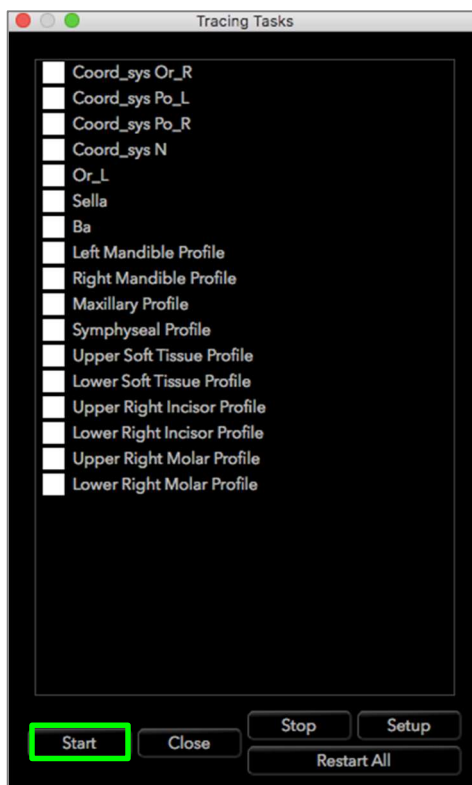 Tracing Tasks
Coord_sys Or_R
Coord_sys Po_L
Coord_sys Po_R
Coord_sys N
Or_L
Sella
Ba
Left Mandible Profile
Right Mandible Profile
Maxillary Profile
Symphyseal Profile
Upper Soft Tissue Profile
Lower Soft Tissue Profile
Upper Right Incisor Profile
Lower Right Incisor Profile
Upper Right Molar Profile
Lower Right Molar Profile
Stop Setup
Start Close
Restart All